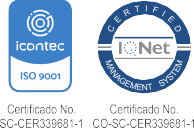 icontec
ISO 9001
CERTIFIED
IQNet
MANAGEMENT SYSTEM
Certificado No.
SC-CER339681-1
Certificado No.
CO-SC-CER339681-1